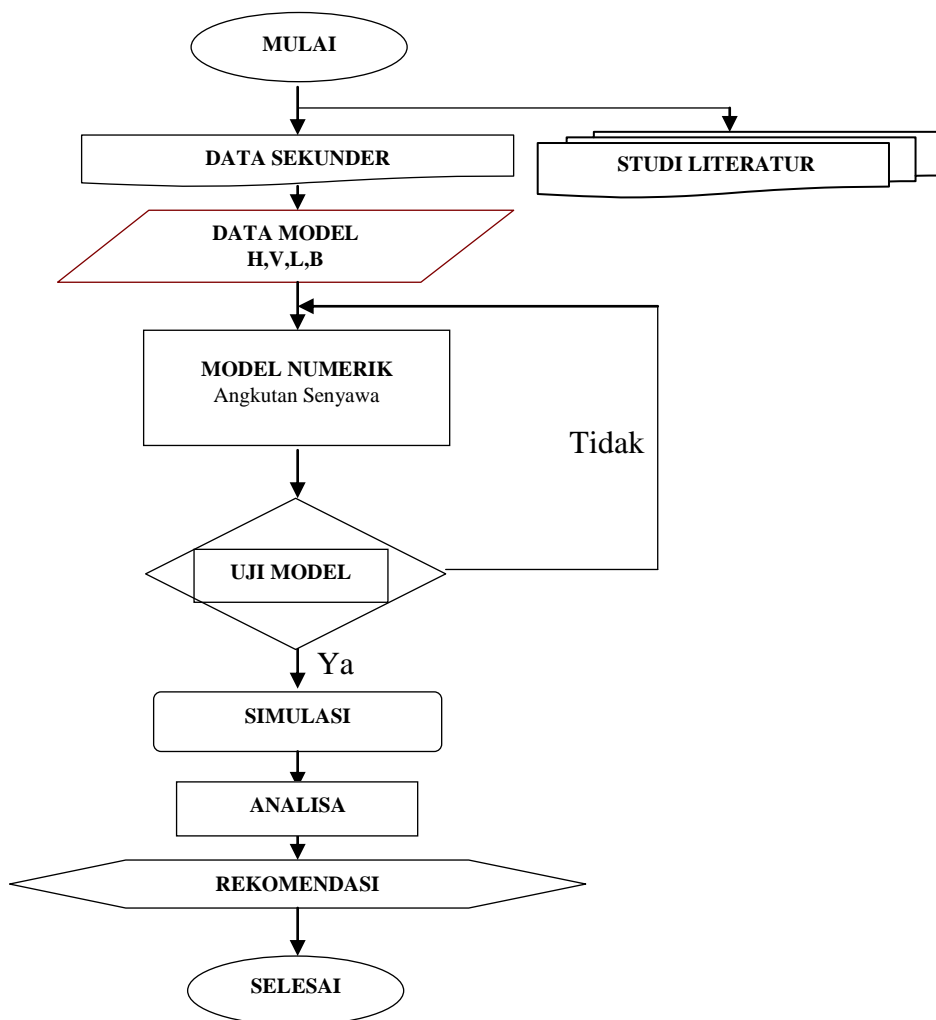 MULAI
DATA SEKUNDER
STUDI LITERATUR
DATA MODEL
H,V,L,B
MODEL NUMERIK
Angkutan Senyawa
Tidak
UJI MODEL
Ya
SIMULASI
ANALISA
REKOMENDASI
SELESAI